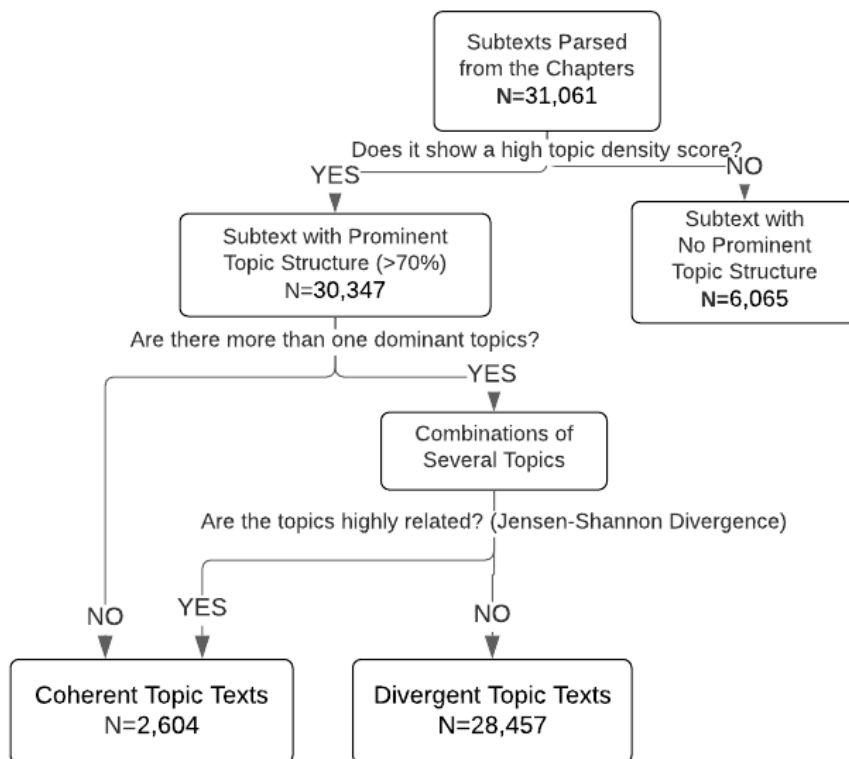 Subtexts Parsed
from the Chapters
N=31,061
Does it show a high topic density score?
YES
NO
Subtext with Prominent
Topic Structure (>70%)
N=30,347
Subtext with
No Prominent
Topic Structure
N=6,065
Are there more than one dominant topics?
YES
Combinations of
Several Topics
Are the topics highly related? (Jensen-Shannon Divergence)
NO
YES
NO
Coherent Topic Texts
N=2,604
Divergent Topic Texts
N=28,457